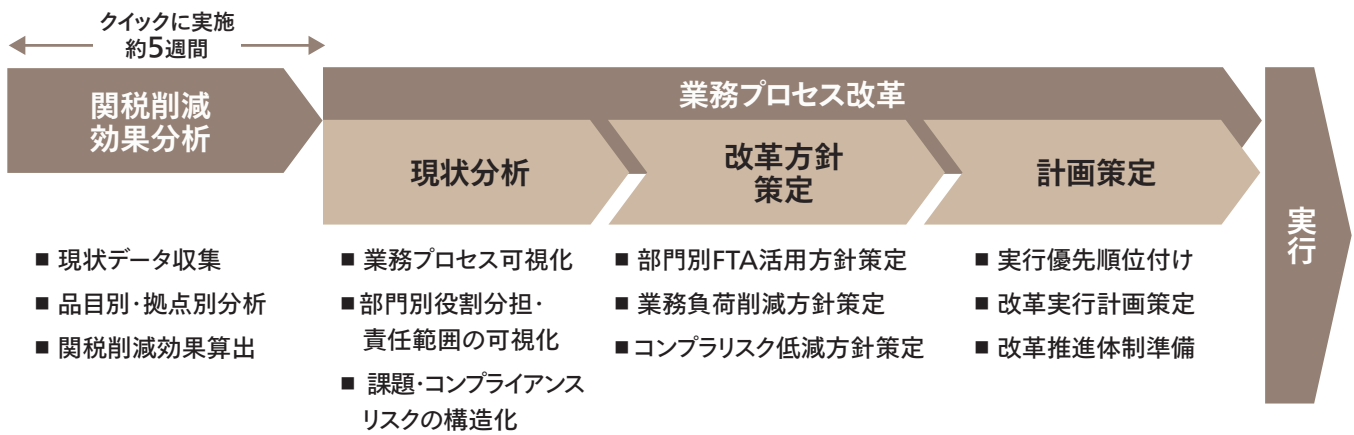 クイックに実施
約5週間
関税削減
効果分析
業務プロセス改革
現状分析
改革方針
策定
計画策定
実行
■ 現状データ収集
■ 品目別・拠点別分析
■ 関税削減効果算出
■ 業務プロセス可視化
■ 部門別役割分担・
責任範囲の可視化
■ 課題・コンプライアンス
リスクの構造化
■ 部門別FTA活用方針策定
■ 業務負荷削減方針策定
■ コンプラリスク低減方針策定
■ 実行優先順位付け
■ 改革実行計画策定
■ 改革推進体制準備